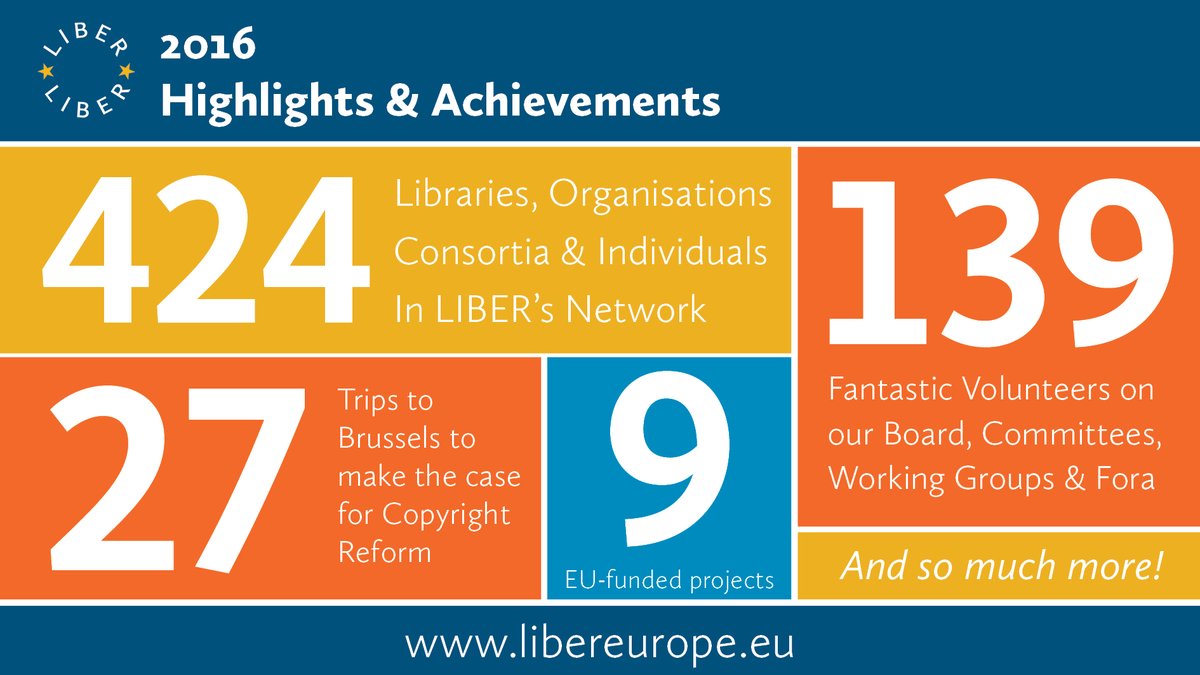 LIBER
LIBER
2016
Highlights & Achievements
424
Libraries, Organisations
Consortia & Individuals
In LIBER’s Network
139
Fantastic Volunteers on
our Board, Committees,
Working Groups & Fora
27
Trips to
Brussels to
make the case
for Copyright
Reform
9
EU-funded projects
And so much more!
www.libereurope.eu